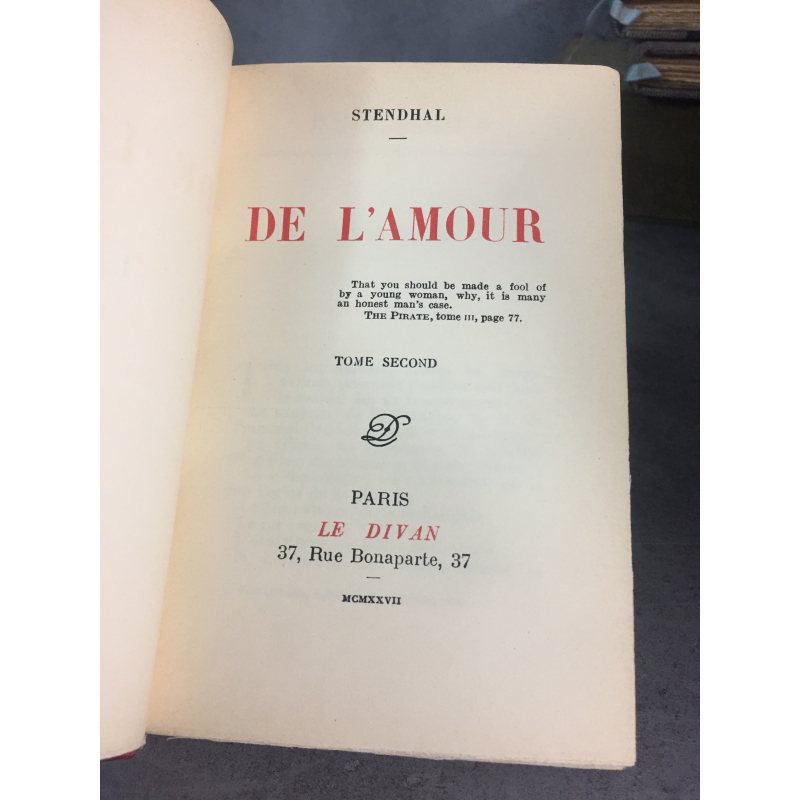 STENDHAL
DE L'AMOUR
That you should be made a fool of
by a young woman, why, it is many
an honest man's case.
THE PIRATE, tome III, page 77.
TOME SECOND
D
PARIS
LE DIVAN
37, Rue Bonaparte, 37
MCMXXVII